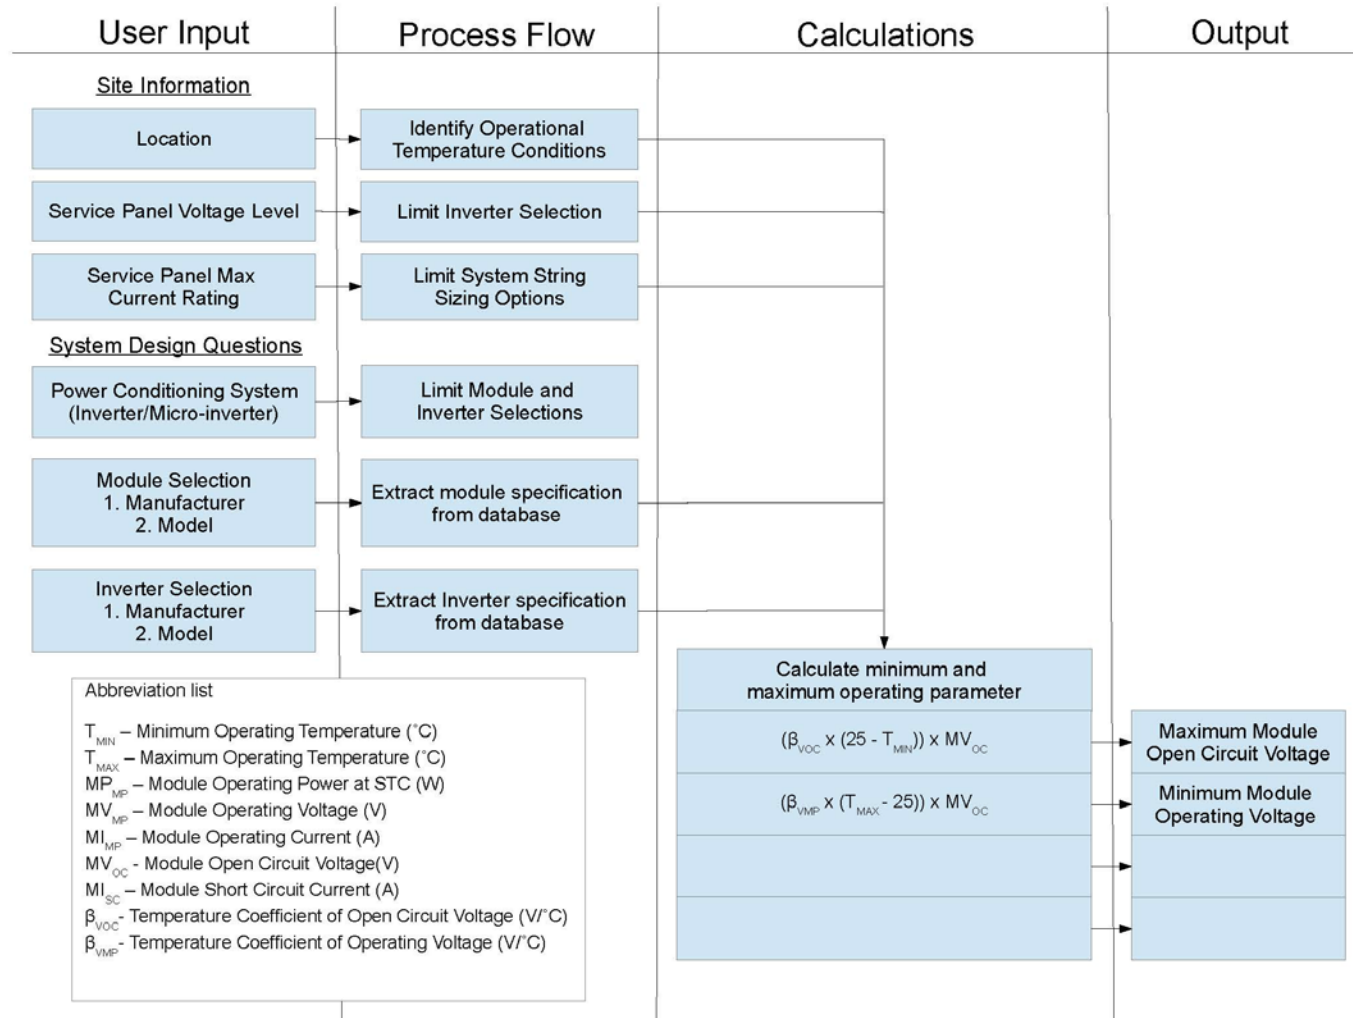 User Input
Process Flow
Calculations
Output
Site Information
Location
Identify Operational
Temperature Conditions
Service Panel Voltage Level
Limit Inverter Selection
Service Panel Max
Current Rating
Limit System String
Sizing Options
System Design Questions
Power Conditioning System
(Inverter/Micro-inverter)
Limit Module and
Inverter Selections
Module Selection
1. Manufacturer
2. Model
Extract module specification
from database
Inverter Selection
1. Manufacturer
2. Model
Extract Inverter specification
from database
Calculate minimum and
maximum operating parameter
(β_VOC x (25 - T_MIN)) x MV_OC
Maximum Module
Open Circuit Voltage
(β_VMP x (T_MAX - 25)) x MV_OC
Minimum Module
Operating Voltage
Abbreviation list
T_MIN – Minimum Operating Temperature (˚C)
T_MAX – Maximum Operating Temperature (˚C)
MP_MP – Module Operating Power at STC (W)
MV_MP – Module Operating Voltage (V)
MI_MP – Module Operating Current (A)
MV_OC - Module Open Circuit Voltage(V)
MI_SC – Module Short Circuit Current (A)
β_VOC- Temperature Coefficient of Open Circuit Voltage (V/˚C)
β_VMP- Temperature Coefficient of Operating Voltage (V/˚C)